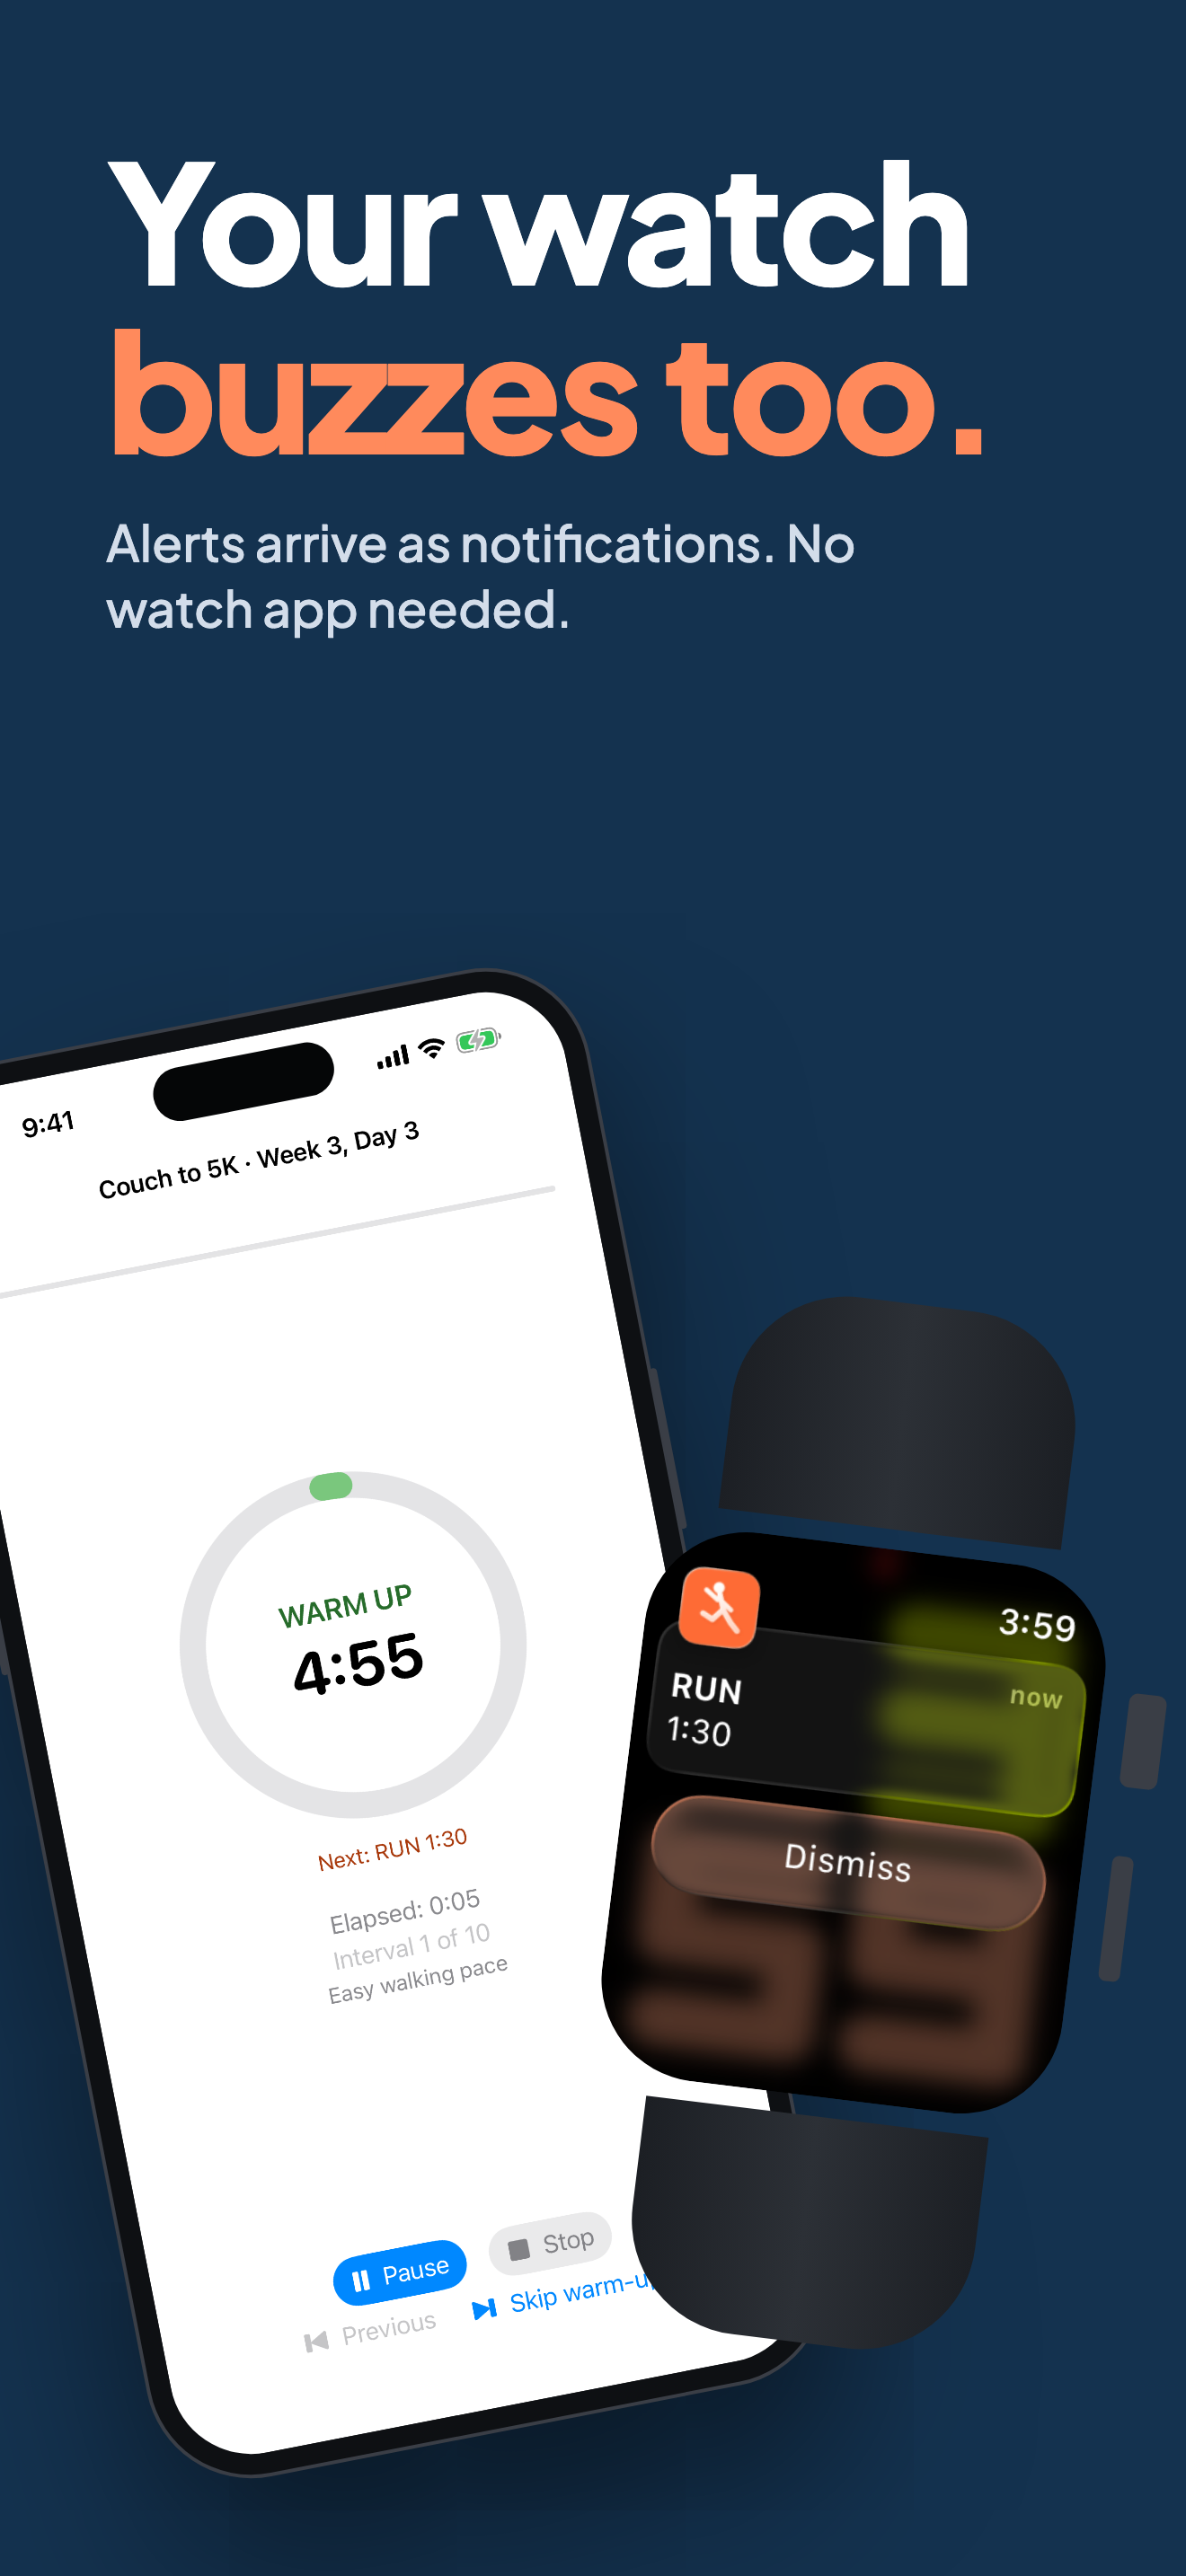 Your watch
buzzes too.
Alerts arrive as notifications. No
watch app needed.
9:41
Couch to 5K · Week 3, Day 3
WARM UP
4:55
Next: RUN 1:30
Elapsed: 0:05
Interval 1 of 10
Easy walking pace
Pause
Stop
Previous
Skip warm-u
3:59
RUN
now
1:30
Dismiss